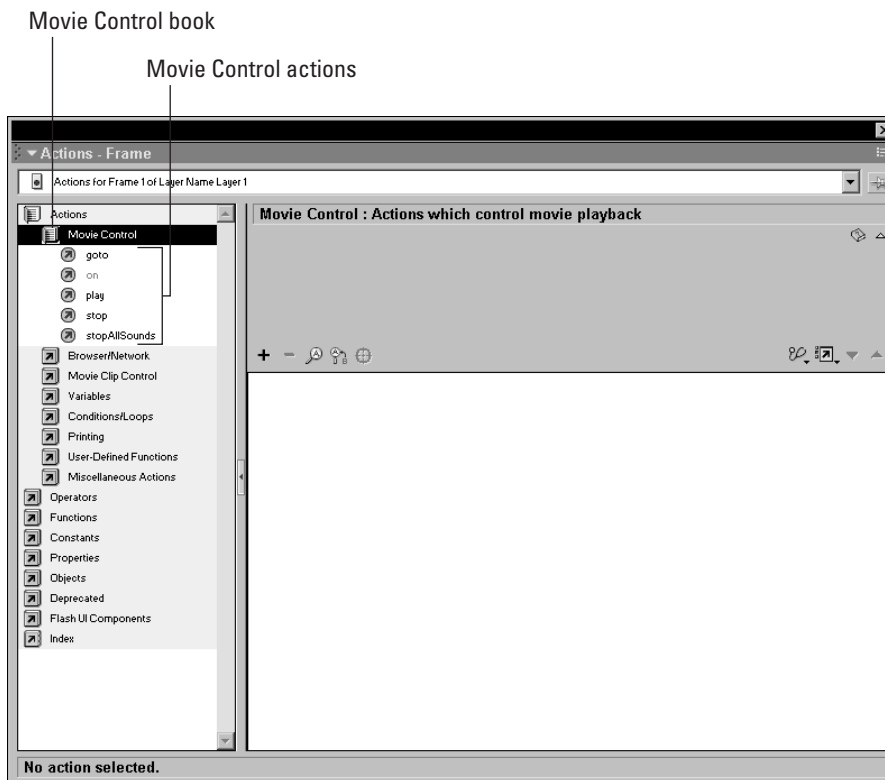 Movie Control book
Movie Control actions
Actions - Frame
Actions for Frame 1 of Layer Name Layer 1
Actions
Movie Control
goto
on
play
stop
stopAllSounds
Browser/Network
Movie Clip Control
Variables
Conditions/Loops
Printing
User-Defined Functions
Miscellaneous Actions
Operators
Functions
Constants
Properties
Objects
Deprecated
Flash UI Components
Index
Movie Control : Actions which control movie playback
No action selected.